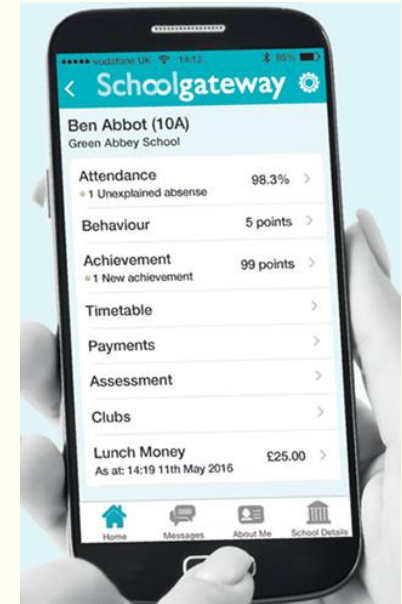 vodafone UK 14:12 85%
Schoolgateway
Ben Abbot (10A)
Green Abbey School
Attendance 98.3%
1 Unexplained absense
Behaviour 5 points
Achievement 99 points
1 New achievement
Timetable
Payments
Assessment
Clubs
Lunch Money £25.00
As at: 14:19 11th May 2016
Home Messages About Me School Details